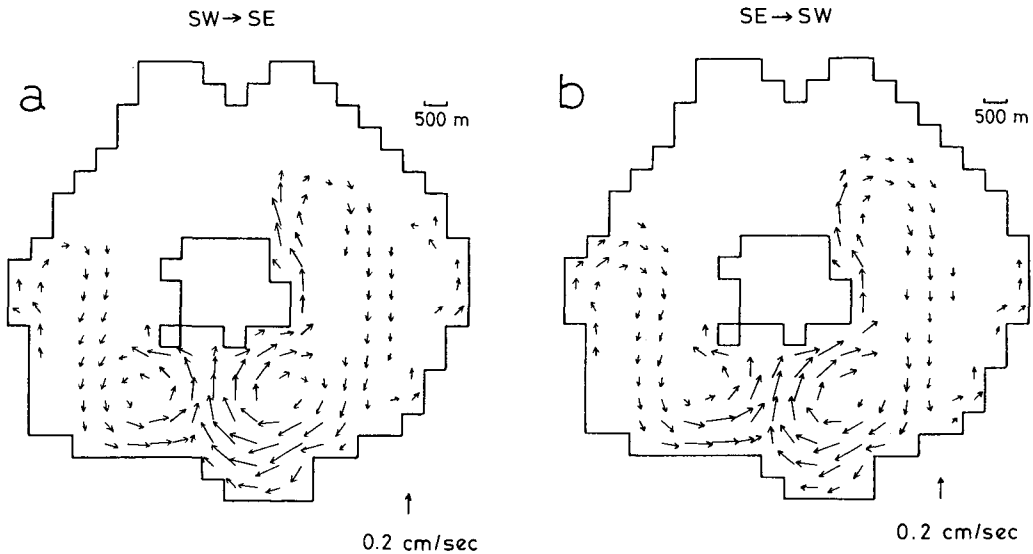 SW → SE
SE → SW
a
b
500 m
500 m
0.2 cm/sec
0.2 cm/sec